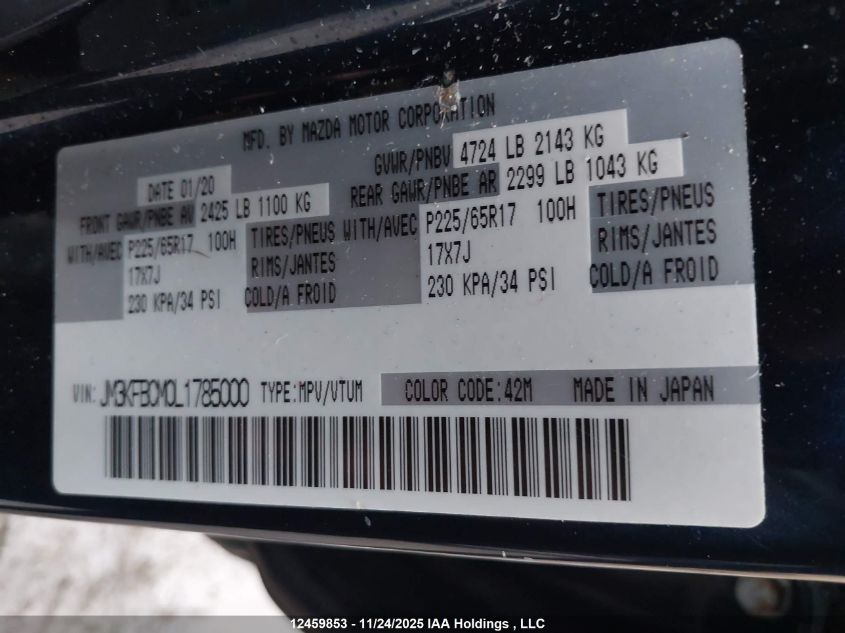 MFD. BY MAZDA MOTOR CORPORATION
DATE 01/20 GVWR/PNBV 4724 LB 2143 KG
FRONT GAWR/PNBE AV 2425 LB 1100 KG REAR GAWR/PNBE AR 2299 LB 1043 KG
WITH/AVEC P225/65R17 100H TIRES/PNEUS WITH/AVEC P225/65R17 100H TIRES/PNEUS
17X7J RIMS/JANTES 17X7J RIMS/JANTES
230 KPA/34 PSI COLD/A FROID 230 KPA/34 PSI COLD/A FROID
VIN: JM3KFBCM0L1785000 TYPE:MPV/VTUM COLOR CODE:42M MADE IN JAPAN
12459853 - 11/24/2025 IAA Holdings , LLC